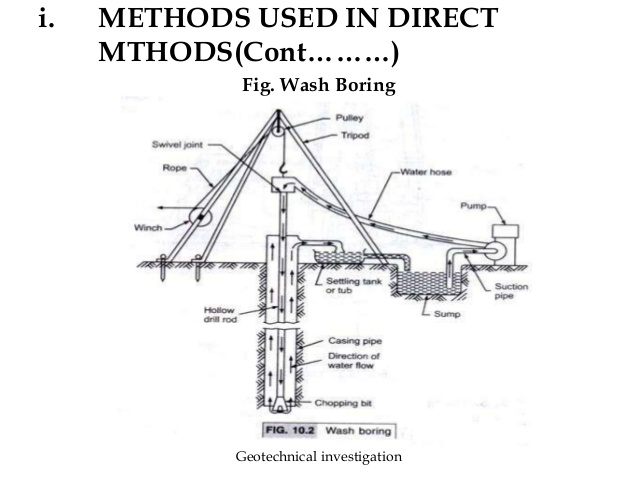 i. METHODS USED IN DIRECT
MTHODS(Cont………)
Fig. Wash Boring
Pulley
Tripod
Swivel joint
Rope
Water hose
Pump
Winch
Settling tank
or tub
Suction
pipe
Hollow
drill rod
Sump
Casing pipe
Direction of
water flow
Chopping bit
FIG. 10.2 Wash boring
Geotechnical investigation